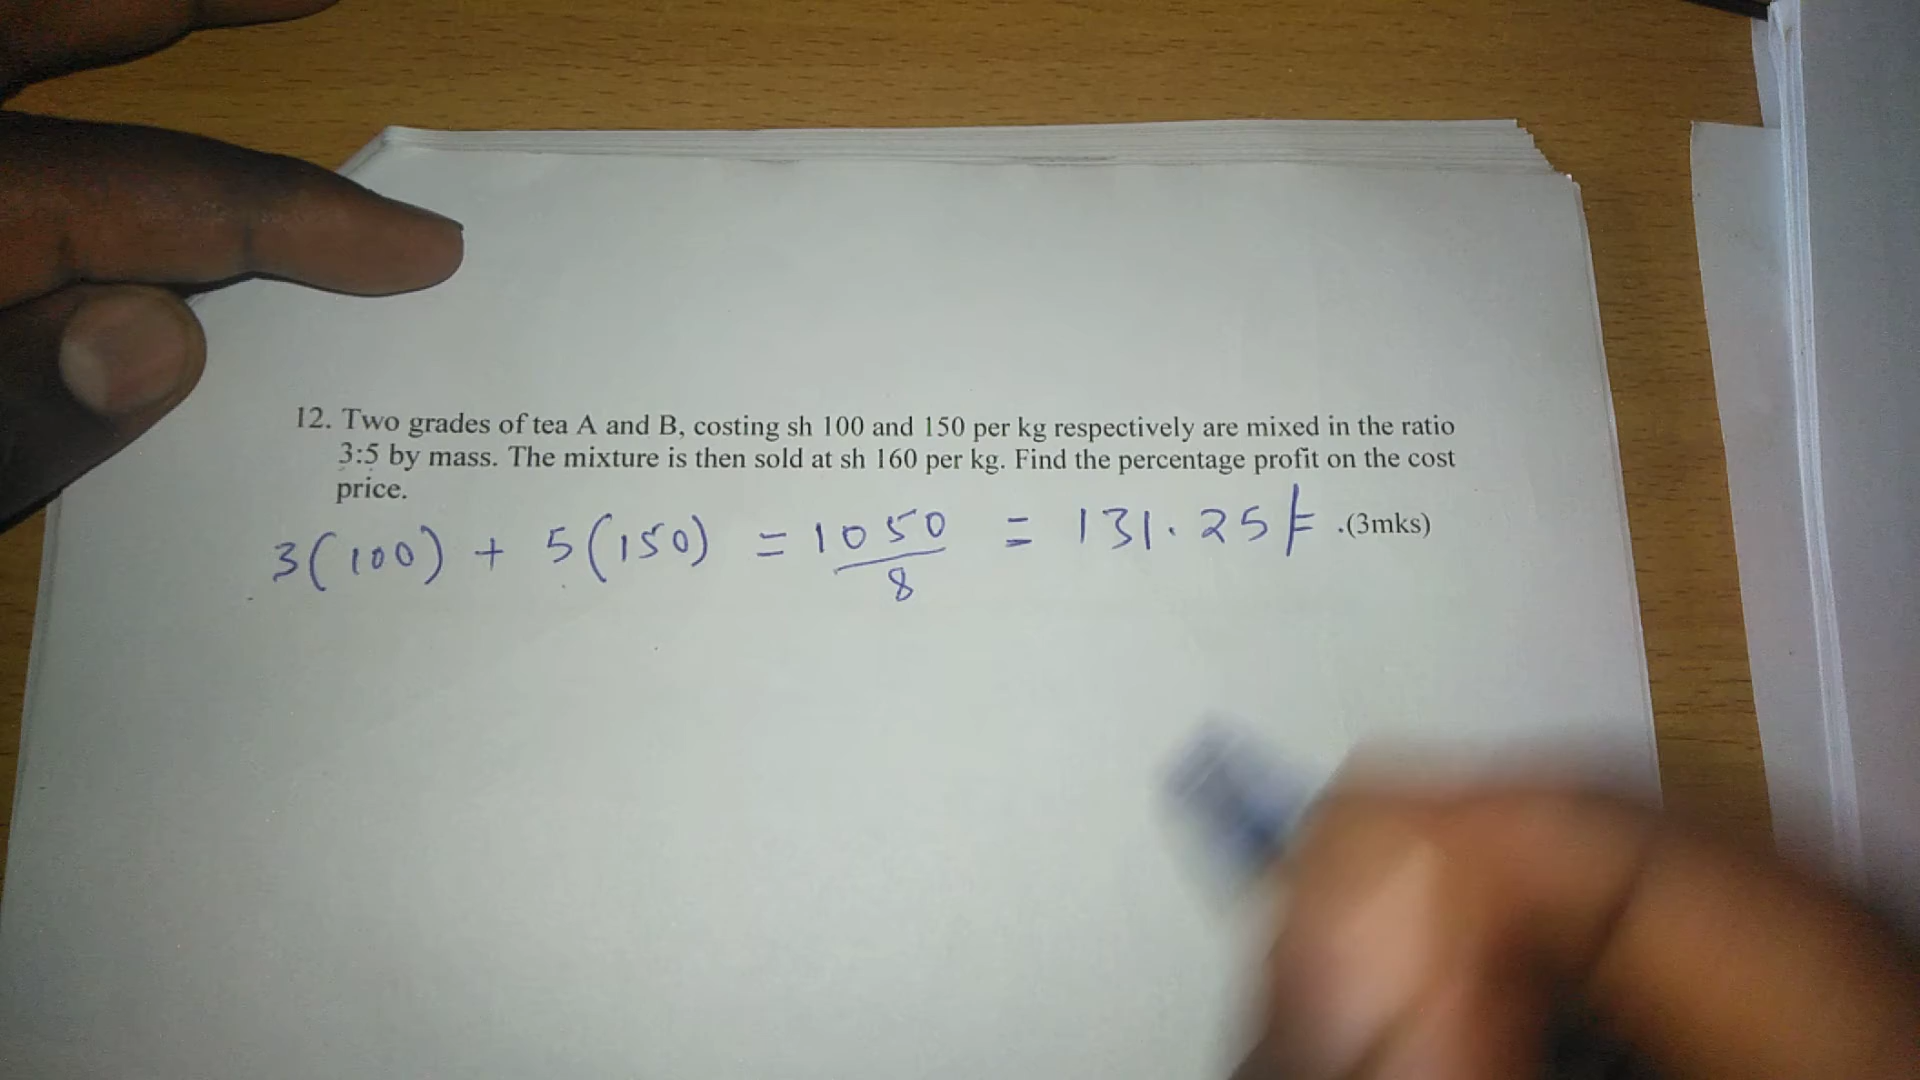 12. Two grades of tea A and B, costing sh 100 and 150 per kg respectively are mixed in the ratio
3:5 by mass. The mixture is then sold at sh 160 per kg. Find the percentage profit on the cost
price.
.(3mks)
3(100) + 5(150) = 1050/8 = 131.25/=